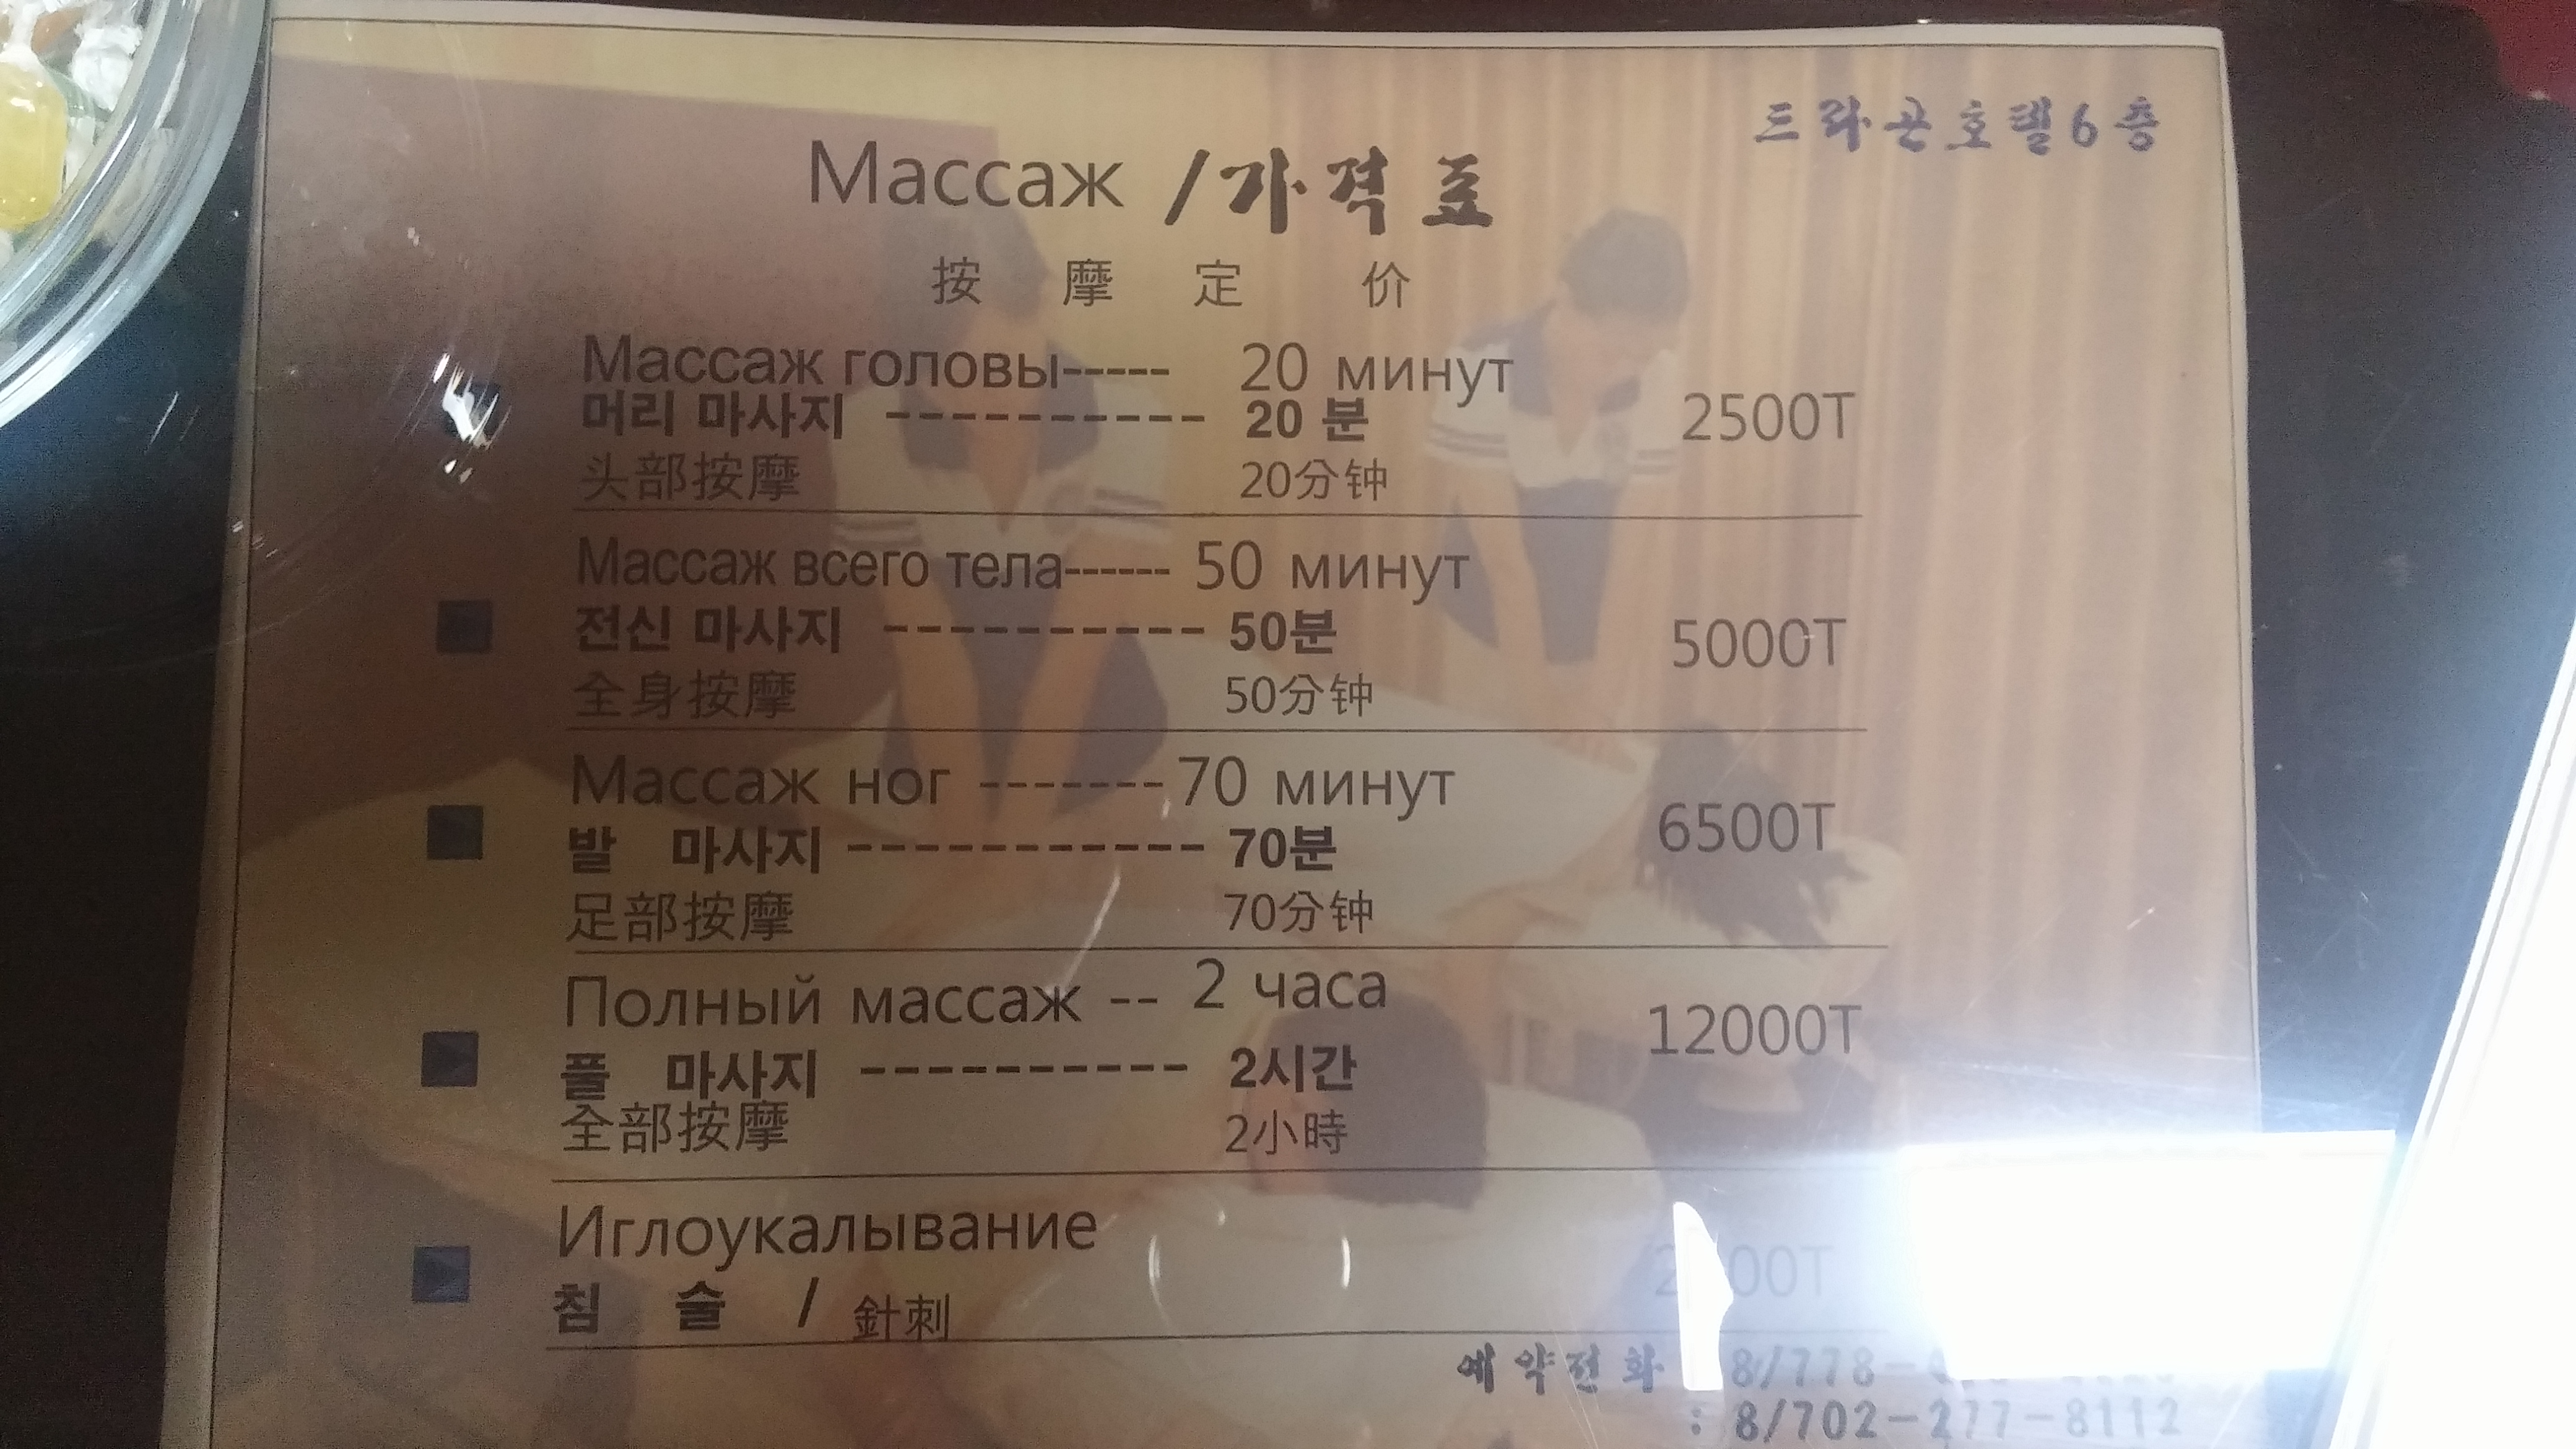 드라곤호텔6층
Массаж /가격표
按 摩 定 价
Массаж головы----- 20 минут
머리 마사지 ---------- 20 분
2500T
头部按摩 20分钟
Массаж всего тела------ 50 минут
전신 마사지 ---------- 50분
5000T
全身按摩 50分钟
Массаж ног -------70 минут
발 마사지 ----------- 70분
6500T
足部按摩 70分钟
Полный массаж -- 2 часа
풀 마사지 ---------- 2시간
12000T
全部按摩 2小時
Иглоукалывание
침 술 / 針刺
예약전화 8/778-
: 8/702-277-8112